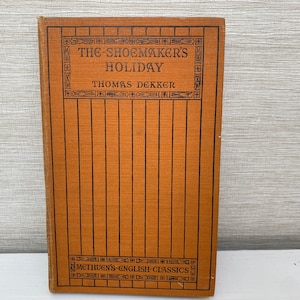 THE·SHOEMAKER'S
HOLIDAY
THOMAS DEKKER
METHUEN'S·ENGLISH·CLASSICS